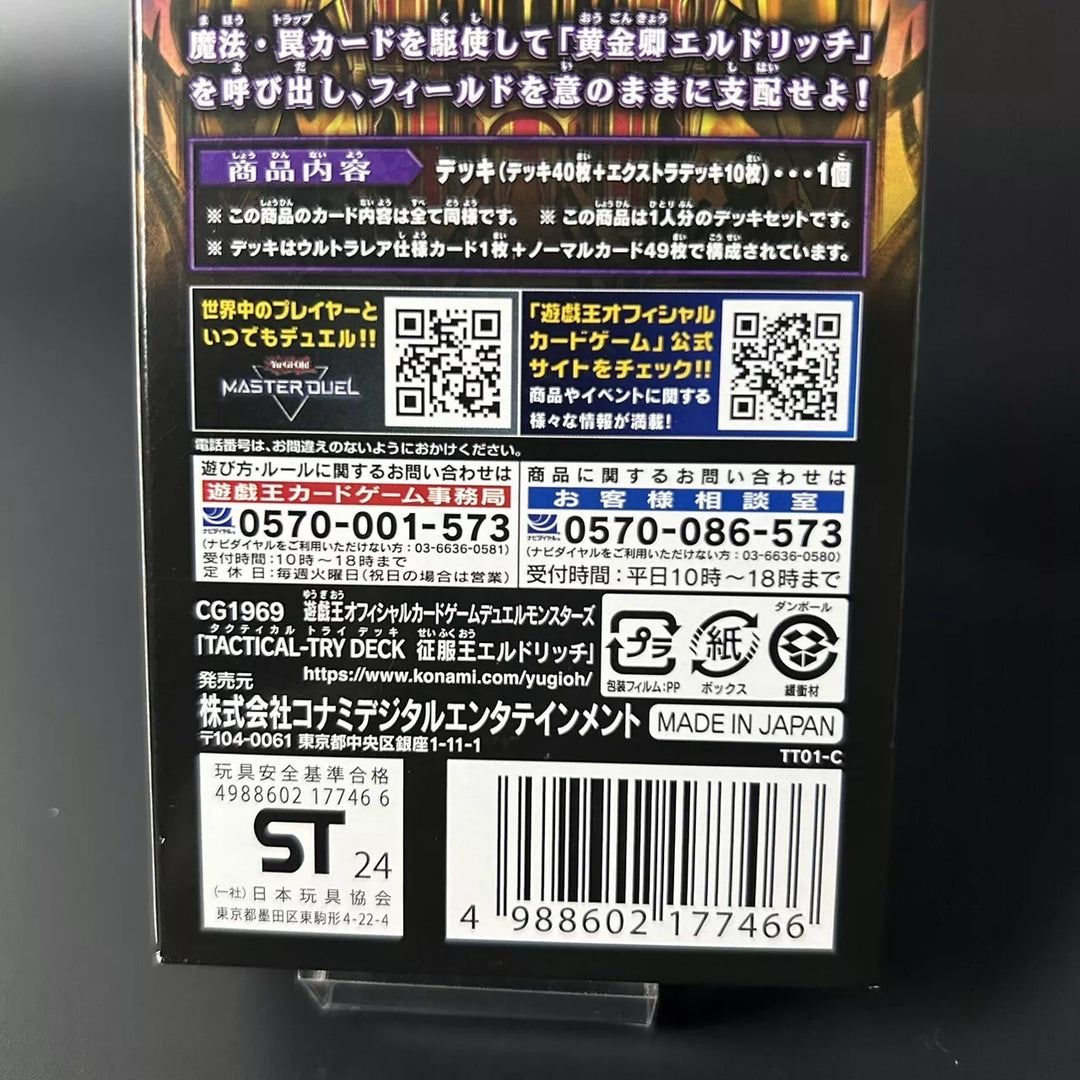 魔法・罠カードを駆使して「黄金卿エルドリッチ」
を呼び出し、フィールドを意のままに支配せよ！
商品内容 デッキ(デッキ40枚＋エクストラデッキ10枚)・・・1個
※ この商品のカード内容は全て同様です。 ※ この商品は1人分のデッキセットです。
※ デッキはウルトラレア仕様カード1枚＋ノーマルカード49枚で構成されています。
世界中のプレイヤーと
いつでもデュエル!!
Yu-Gi-Oh!
MASTER DUEL
「遊戯王オフィシャル
カードゲーム」公式
サイトをチェック!!
商品やイベントに関する
様々な情報が満載!
電話番号は、お間違えのないようにおかけください。
遊び方・ルールに関するお問い合わせは
遊戯王カードゲーム事務局
ナビダイヤル 0570-001-573
(ナビダイヤルをご利用いただけない方：03-6636-0581)
受付時間：10時〜18時まで
定休日：毎週火曜日(祝日の場合は営業)
商品に関するお問い合わせは
お客様相談室
ナビダイヤル 0570-086-573
(ナビダイヤルをご利用いただけない方：03-6636-0580)
受付時間：平日10時〜18時まで
CG1969 遊戯王オフィシャルカードゲームデュエルモンスターズ
「TACTICAL-TRY DECK 征服王エルドリッチ」
https://www.konami.com/yugioh/
プラ
包装フィルム：PP
紙
ボックス
ダンボール
緩衝材
発売元
株式会社コナミデジタルエンタテインメント
〒104-0061 東京都中央区銀座1-11-1
MADE IN JAPAN
TT01-C
玩具安全基準合格
4988602 17746 6
ST 24
(一社)日本玩具協会
東京都墨田区東駒形4-22-4
4 988602 177466